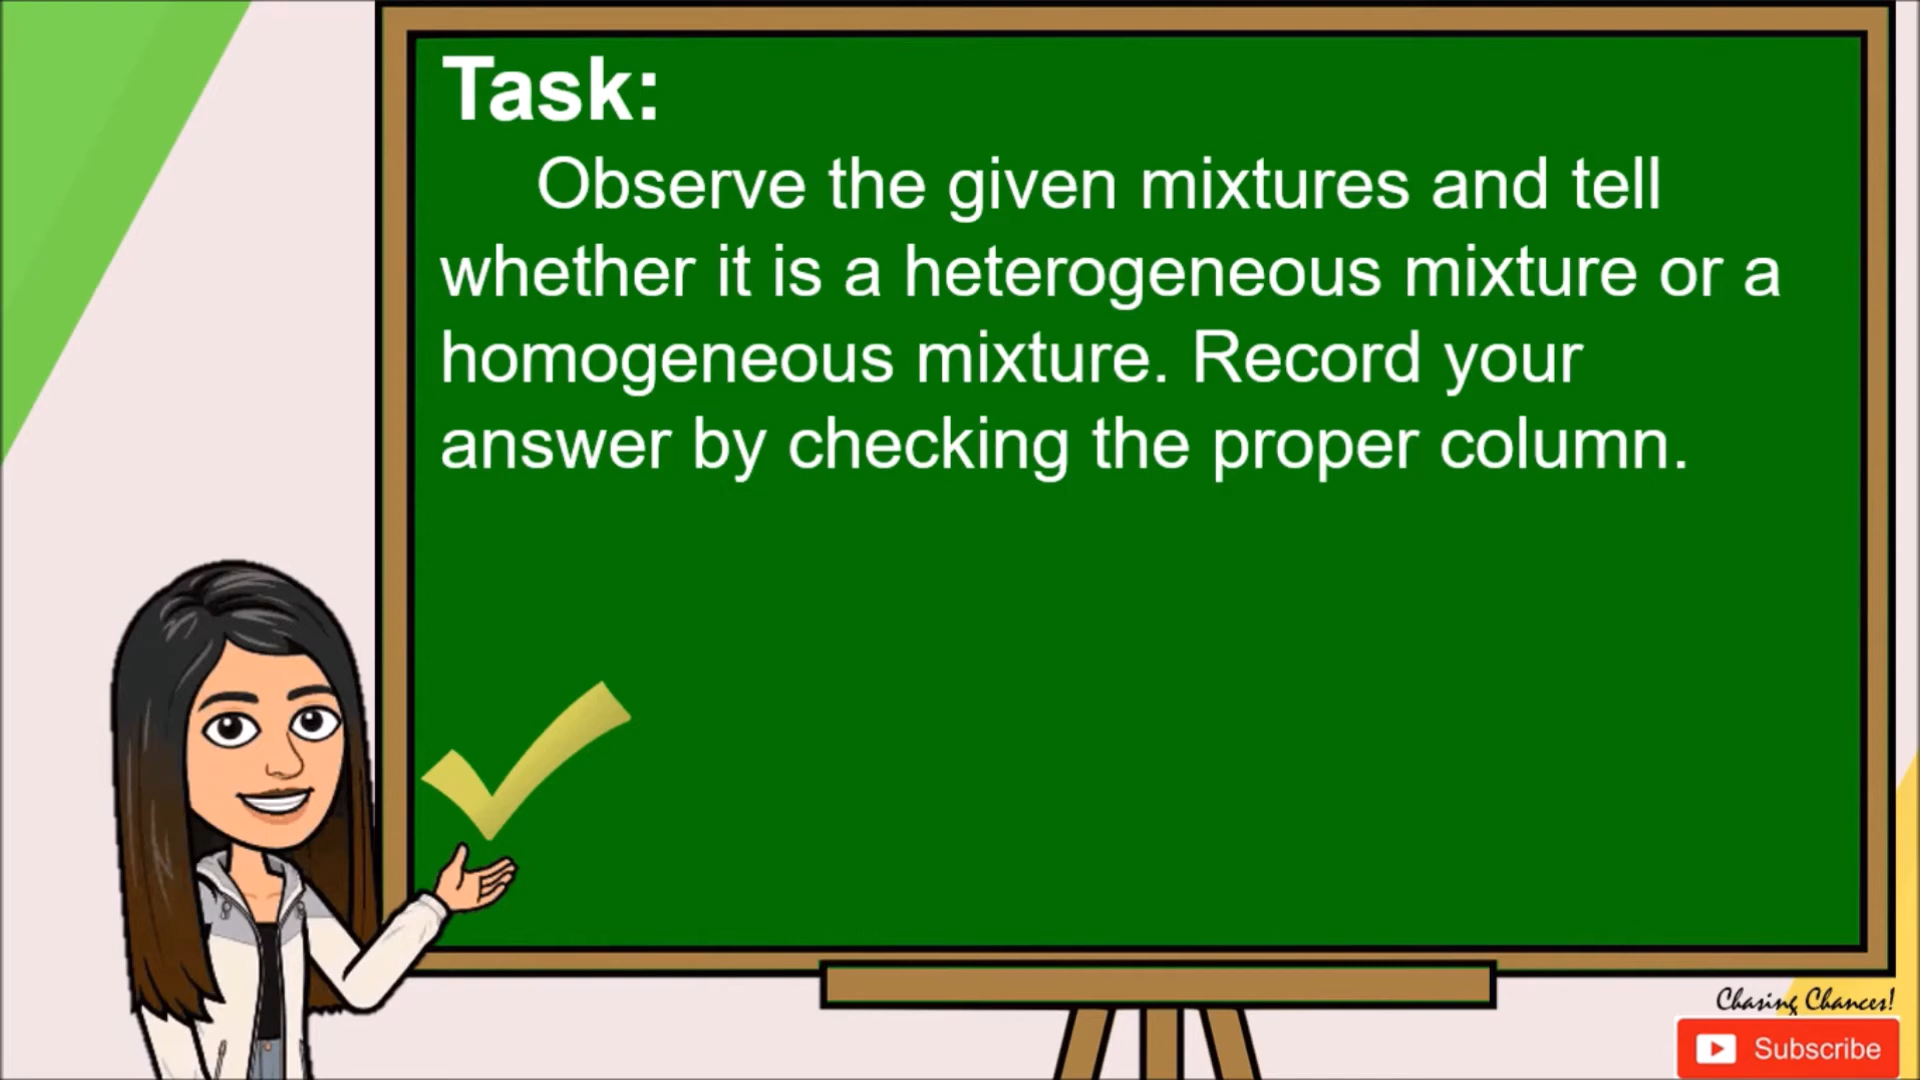 Task:
Observe the given mixtures and tell
whether it is a heterogeneous mixture or a
homogeneous mixture. Record your
answer by checking the proper column.
Chasing Chances!
Subscribe